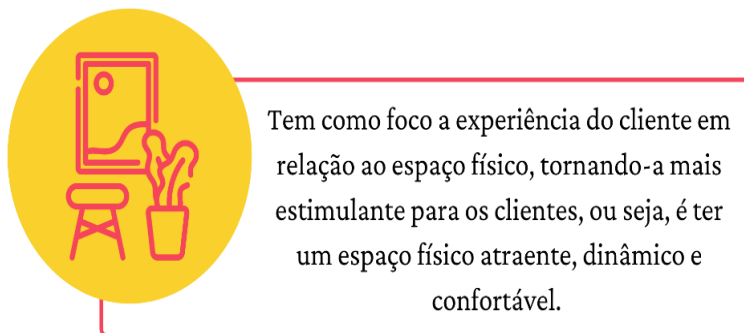 Tem como foco a experiência do cliente em
relação ao espaço físico, tornando-a mais
estimulante para os clientes, ou seja, é ter
um espaço físico atraente, dinâmico e
confortável.